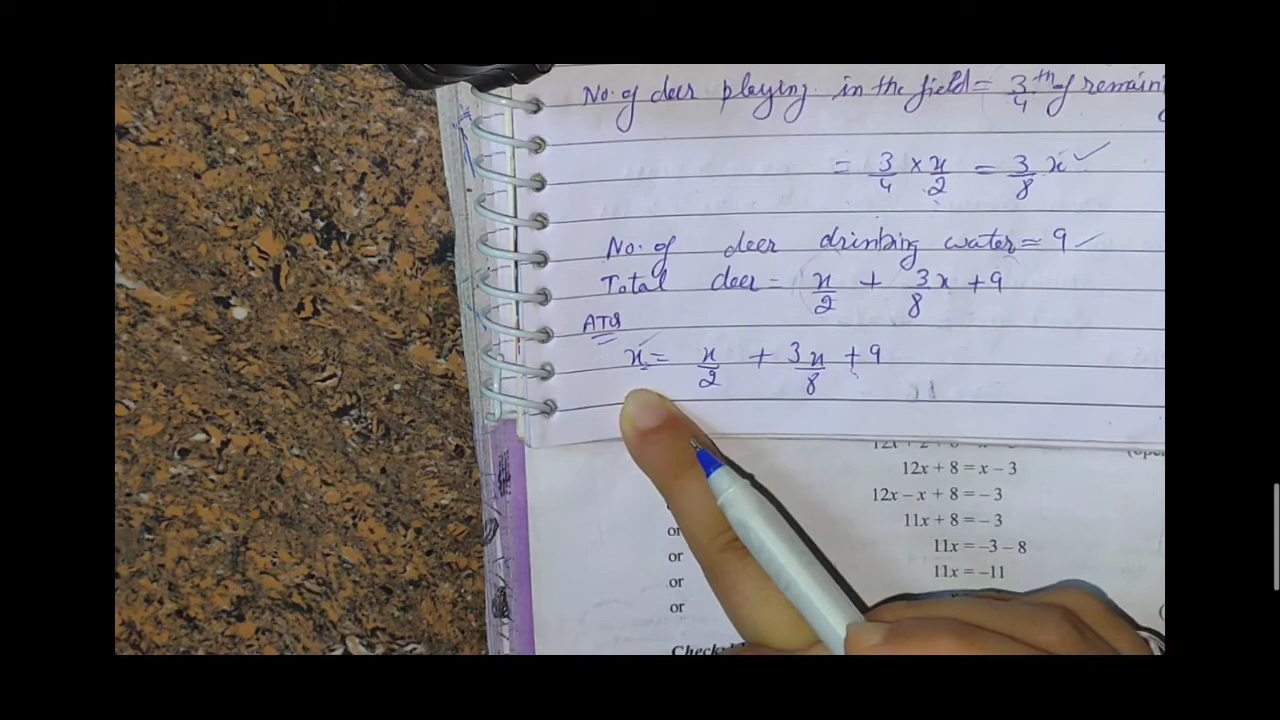 No. of deer playing in the field = 3/4 th of remain
= 3/4 × x/2 = 3/8 x ✓
No. of deer drinking water = 9 ✓
Total deer = x/2 + 3/8 x + 9
ATQ
x = x/2 + 3x/8 + 9
12x + 8 = x – 3
12x – x + 8 = – 3
or 11x + 8 = – 3
or 11x = –3 – 8
or 11x = –11
or
Check: